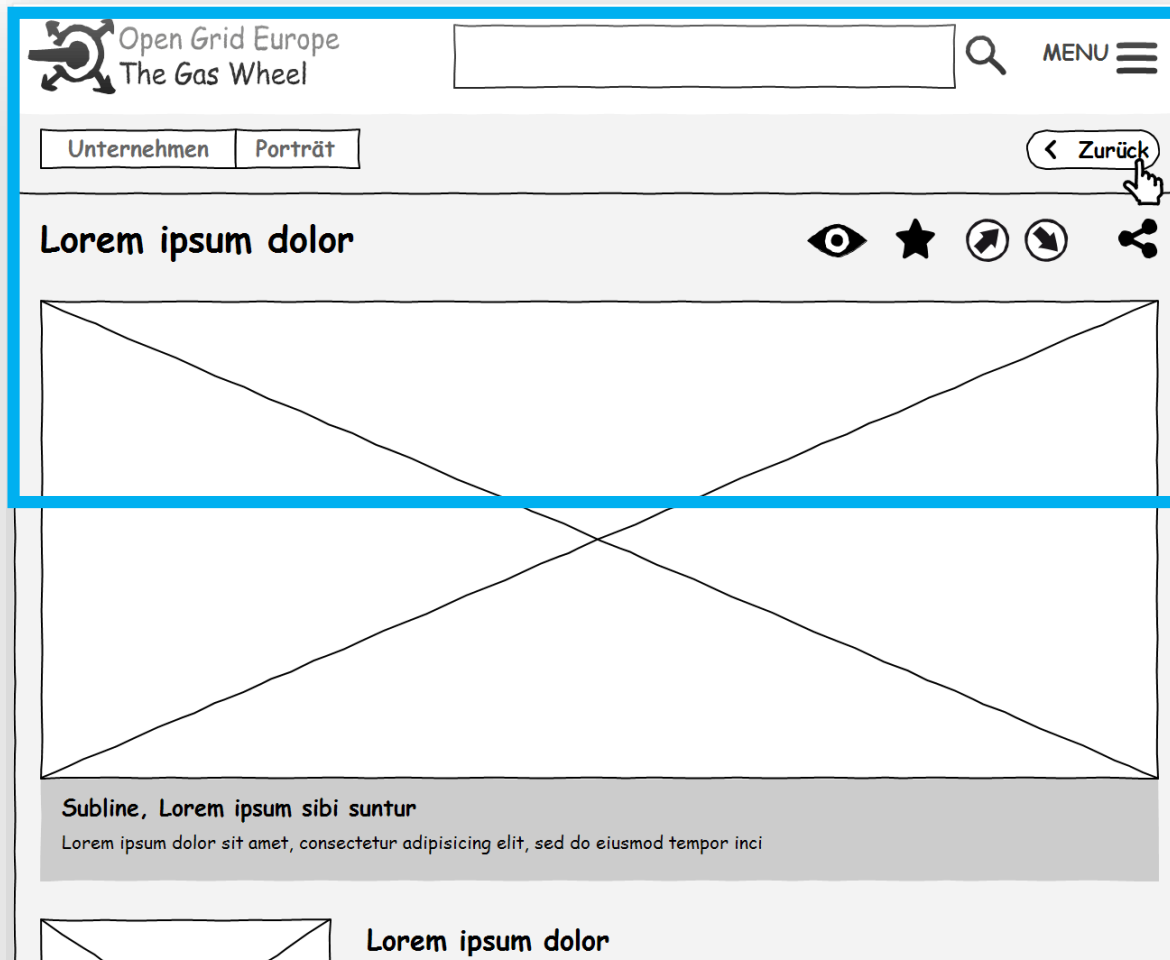 Open Grid Europe
The Gas Wheel
MENU
Unternehmen
Porträt
Zurück
Lorem ipsum dolor
Subline, Lorem ipsum sibi suntur
Lorem ipsum dolor sit amet, consectetur adipisicing elit, sed do eiusmod tempor inci
Lorem ipsum dolor